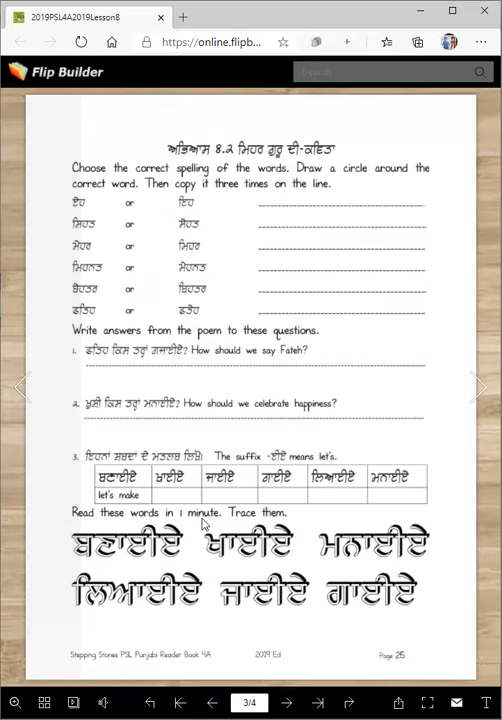 2019PSL4A2019Lesson8
https://online.flipb...
Flip Builder
Search
ਅਭਿਆਸ 8.2 ਮਿਹਰ ਗੁਰੂ ਦੀ-ਕਵਿਤਾ
Choose the correct spelling of the words. Draw a circle around the
correct word. Then copy it three times on the line.
ਏਹ or ਇਹ
ਸਿਹਤ or ਸੇਹਤ
ਮੇਹਰ or ਮਿਹਰ
ਮਿਹਨਤ or ਮੇਹਨਤ
ਬੇਹਤਰ or ਬਿਹਤਰ
ਫਤਿਹ or ਫਤੇਹ
Write answers from the poem to these questions.
1. ਫਤਿਹ ਕਿਸ ਤਰ੍ਹਾਂ ਗਜਾਈਏ? How should we say Fateh?
2. ਖੁਸ਼ੀ ਕਿਸ ਤਰ੍ਹਾਂ ਮਨਾਈਏ? How should we celebrate happiness?
3. ਇਹਨਾਂ ਸ਼ਬਦਾਂ ਦੇ ਮਤਲਬ ਲਿਖੋ। The suffix -ਈਏ means let's.
ਬਣਾਈਏ ਖਾਈਏ ਜਾਈਏ ਗਾਈਏ ਲਿਆਈਏ ਮਨਾਈਏ
let's make
Read these words in 1 minute. Trace them.
ਬਣਾਈਏ ਖਾਈਏ ਮਨਾਈਏ
ਲਿਆਈਏ ਜਾਈਏ ਗਾਈਏ
Stepping Stones PSL Punjabi Reader Book 4A 2019 Ed Page 25
3/4